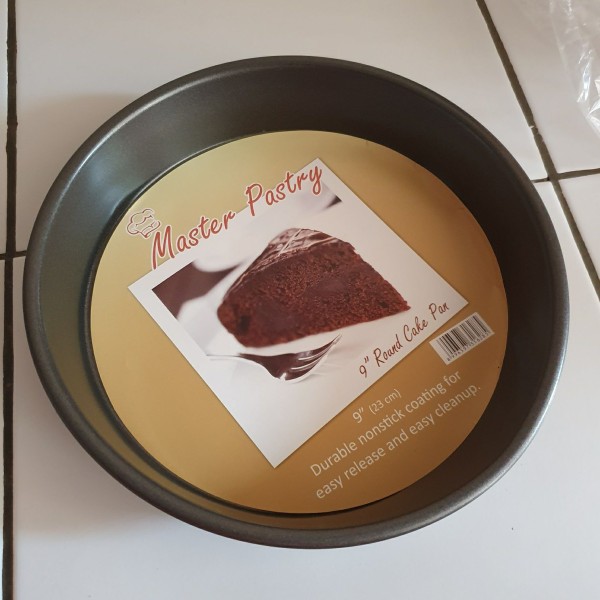 Master Pastry
9" Round Cake Pan
9" (23 cm)
Durable nonstick coating for
easy release and easy cleanup.